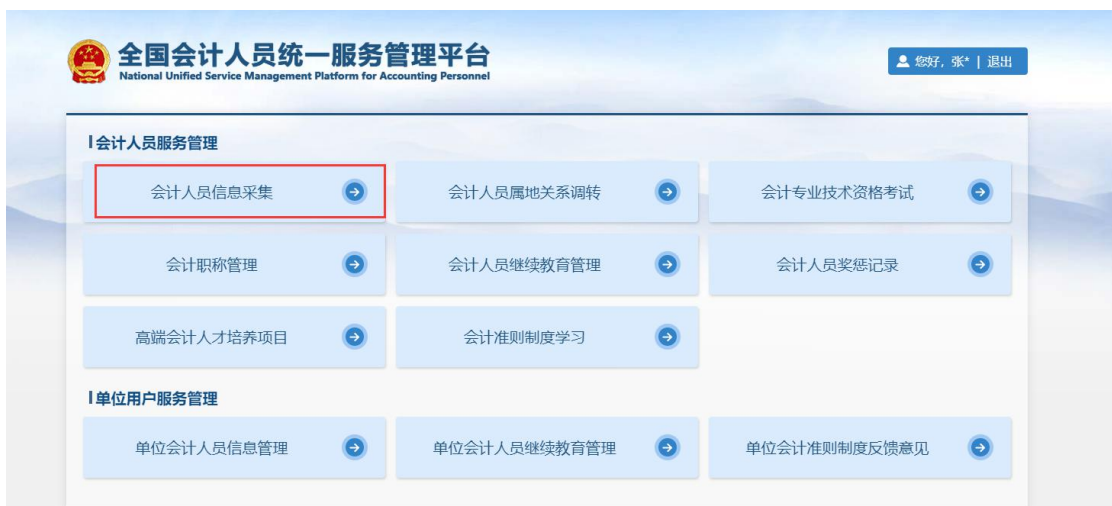 全国会计人员统一服务管理平台
National Unified Service Management Platform for Accounting Personnel
您好, 张* | 退出
会计人员服务管理
会计人员信息采集
会计人员属地关系调转
会计专业技术资格考试
会计职称管理
会计人员继续教育管理
会计人员奖惩记录
高端会计人才培养项目
会计准则制度学习
单位用户服务管理
单位会计人员信息管理
单位会计人员继续教育管理
单位会计准则制度反馈意见